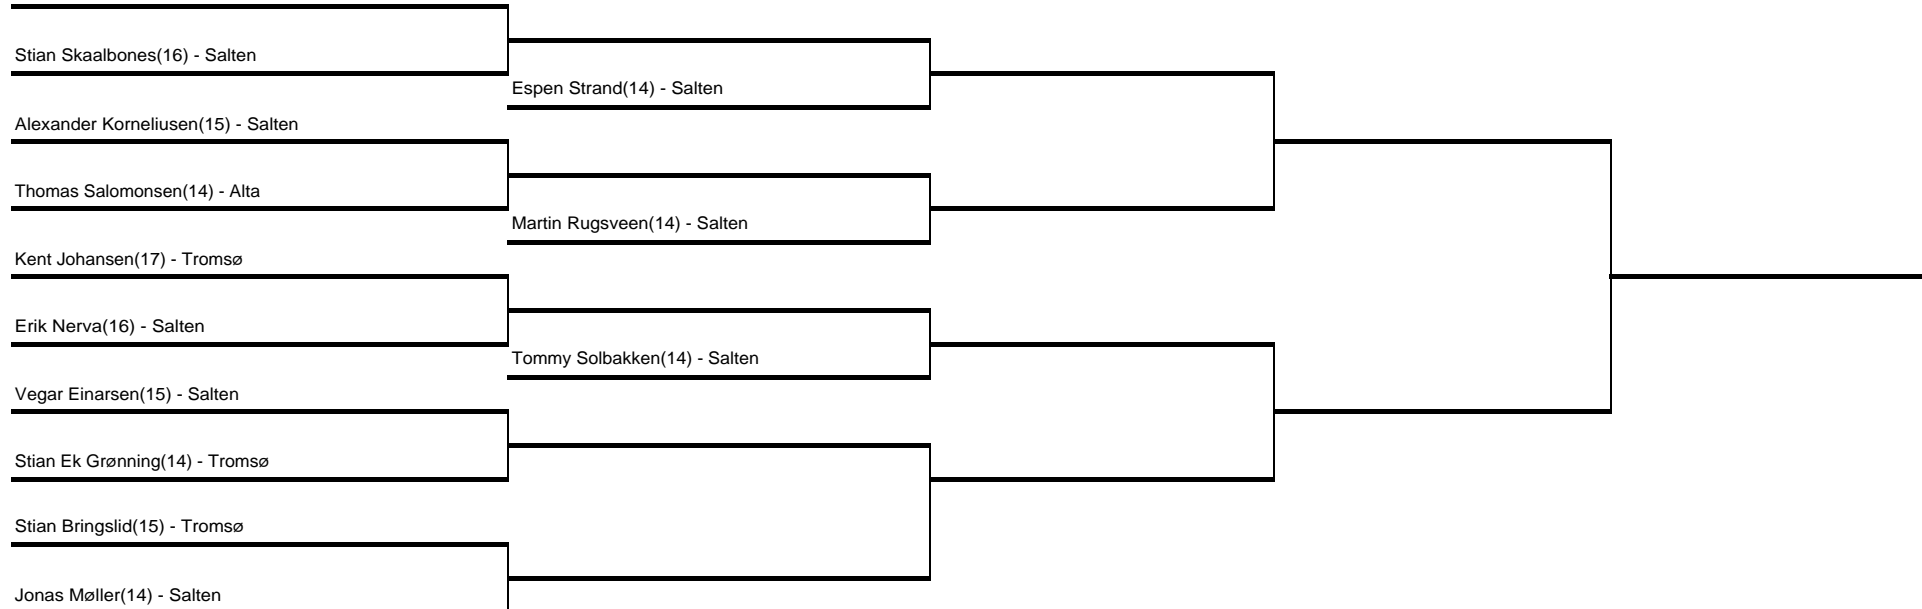 Stian Skaalbones(16) - Salten
Espen Strand(14) - Salten
Alexander Korneliusen(15) - Salten
Thomas Salomonsen(14) - Alta
Martin Rugsveen(14) - Salten
Kent Johansen(17) - Tromsø
Erik Nerva(16) - Salten
Tommy Solbakken(14) - Salten
Vegar Einarsen(15) - Salten
Stian Ek Grønning(14) - Tromsø
Stian Bringslid(15) - Tromsø
Jonas Møller(14) - Salten